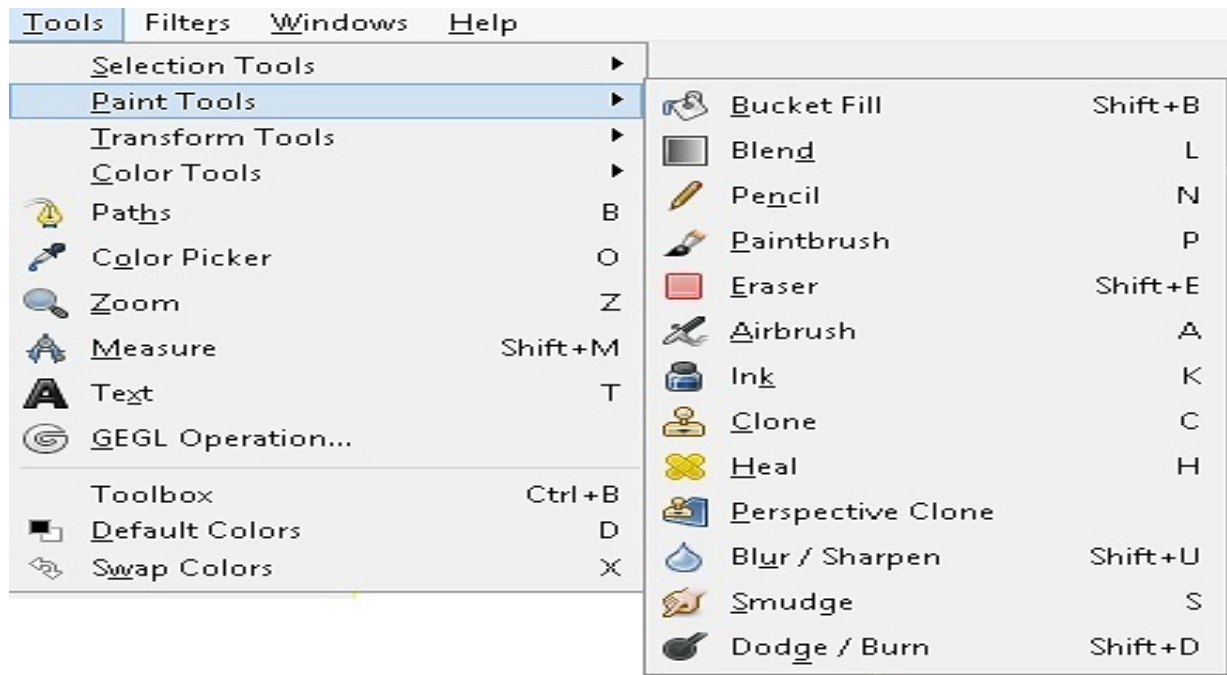 Tools Filters Windows Help
Selection Tools
Paint Tools
Transform Tools
Color Tools
Paths B
Color Picker O
Zoom Z
Measure Shift+M
Text T
GEGL Operation...
Toolbox Ctrl+B
Default Colors D
Swap Colors X
Bucket Fill Shift+B
Blend L
Pencil N
Paintbrush P
Eraser Shift+E
Airbrush A
Ink K
Clone C
Heal H
Perspective Clone
Blur / Sharpen Shift+U
Smudge S
Dodge / Burn Shift+D